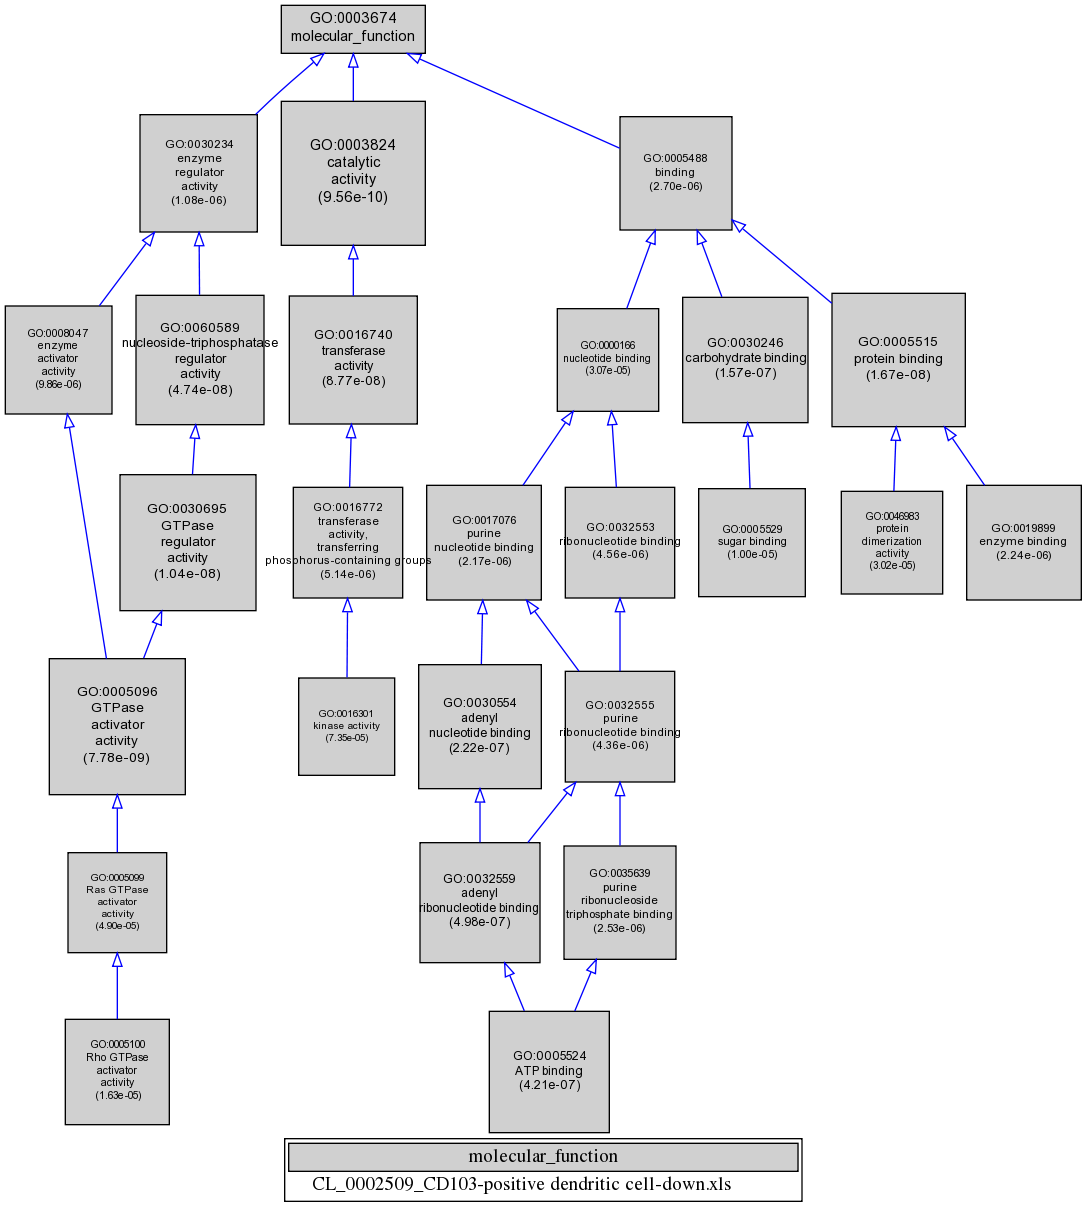 GO:0003674
molecular_function
GO:0030234
enzyme
regulator
activity
(1.08e-06)
GO:0003824
catalytic
activity
(9.56e-10)
GO:0005488
binding
(2.70e-06)
GO:0008047
enzyme
activator
activity
(9.86e-06)
GO:0060589
nucleoside-triphosphatase
regulator
activity
(4.74e-08)
GO:0016740
transferase
activity
(8.77e-08)
GO:0000166
nucleotide binding
(3.07e-05)
GO:0030246
carbohydrate binding
(1.57e-07)
GO:0005515
protein binding
(1.67e-08)
GO:0030695
GTPase
regulator
activity
(1.04e-08)
GO:0016772
transferase
activity,
transferring
phosphorus-containing groups
(5.14e-06)
GO:0017076
purine
nucleotide binding
(2.17e-06)
GO:0032553
ribonucleotide binding
(4.56e-06)
GO:0005529
sugar binding
(1.00e-05)
GO:0046983
protein
dimerization
activity
(3.02e-05)
GO:0019899
enzyme binding
(2.24e-06)
GO:0005096
GTPase
activator
activity
(7.78e-09)
GO:0016301
kinase activity
(7.35e-05)
GO:0030554
adenyl
nucleotide binding
(2.22e-07)
GO:0032555
purine
ribonucleotide binding
(4.36e-06)
GO:0005099
Ras GTPase
activator
activity
(4.90e-05)
GO:0032559
adenyl
ribonucleotide binding
(4.98e-07)
GO:0035639
purine
ribonucleoside
triphosphate binding
(2.53e-06)
GO:0005100
Rho GTPase
activator
activity
(1.63e-05)
GO:0005524
ATP binding
(4.21e-07)
molecular_function
CL_0002509_CD103-positive dendritic cell-down.xls